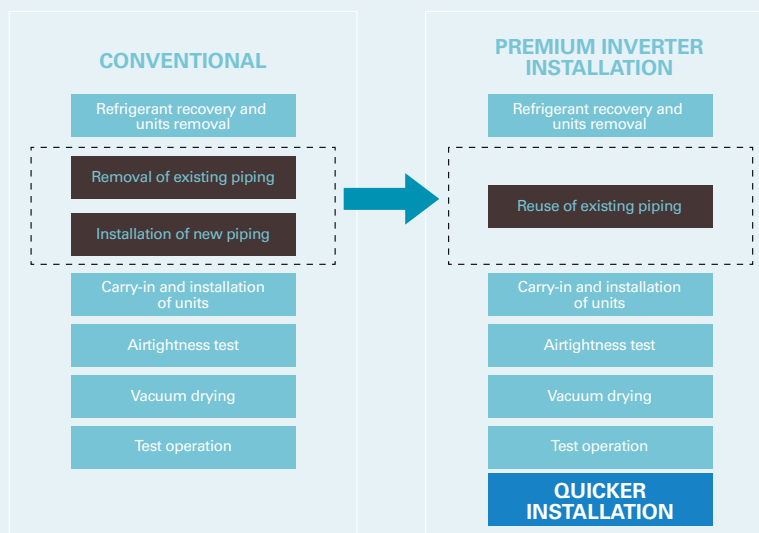 CONVENTIONAL
Refrigerant recovery and
units removal
Removal of existing piping
Installation of new piping
Carry-in and installation
of units
Airtightness test
Vacuum drying
Test operation
PREMIUM INVERTER
INSTALLATION
Refrigerant recovery and
units removal
Reuse of existing piping
Carry-in and installation
of units
Airtightness test
Vacuum drying
Test operation
QUICKER
INSTALLATION